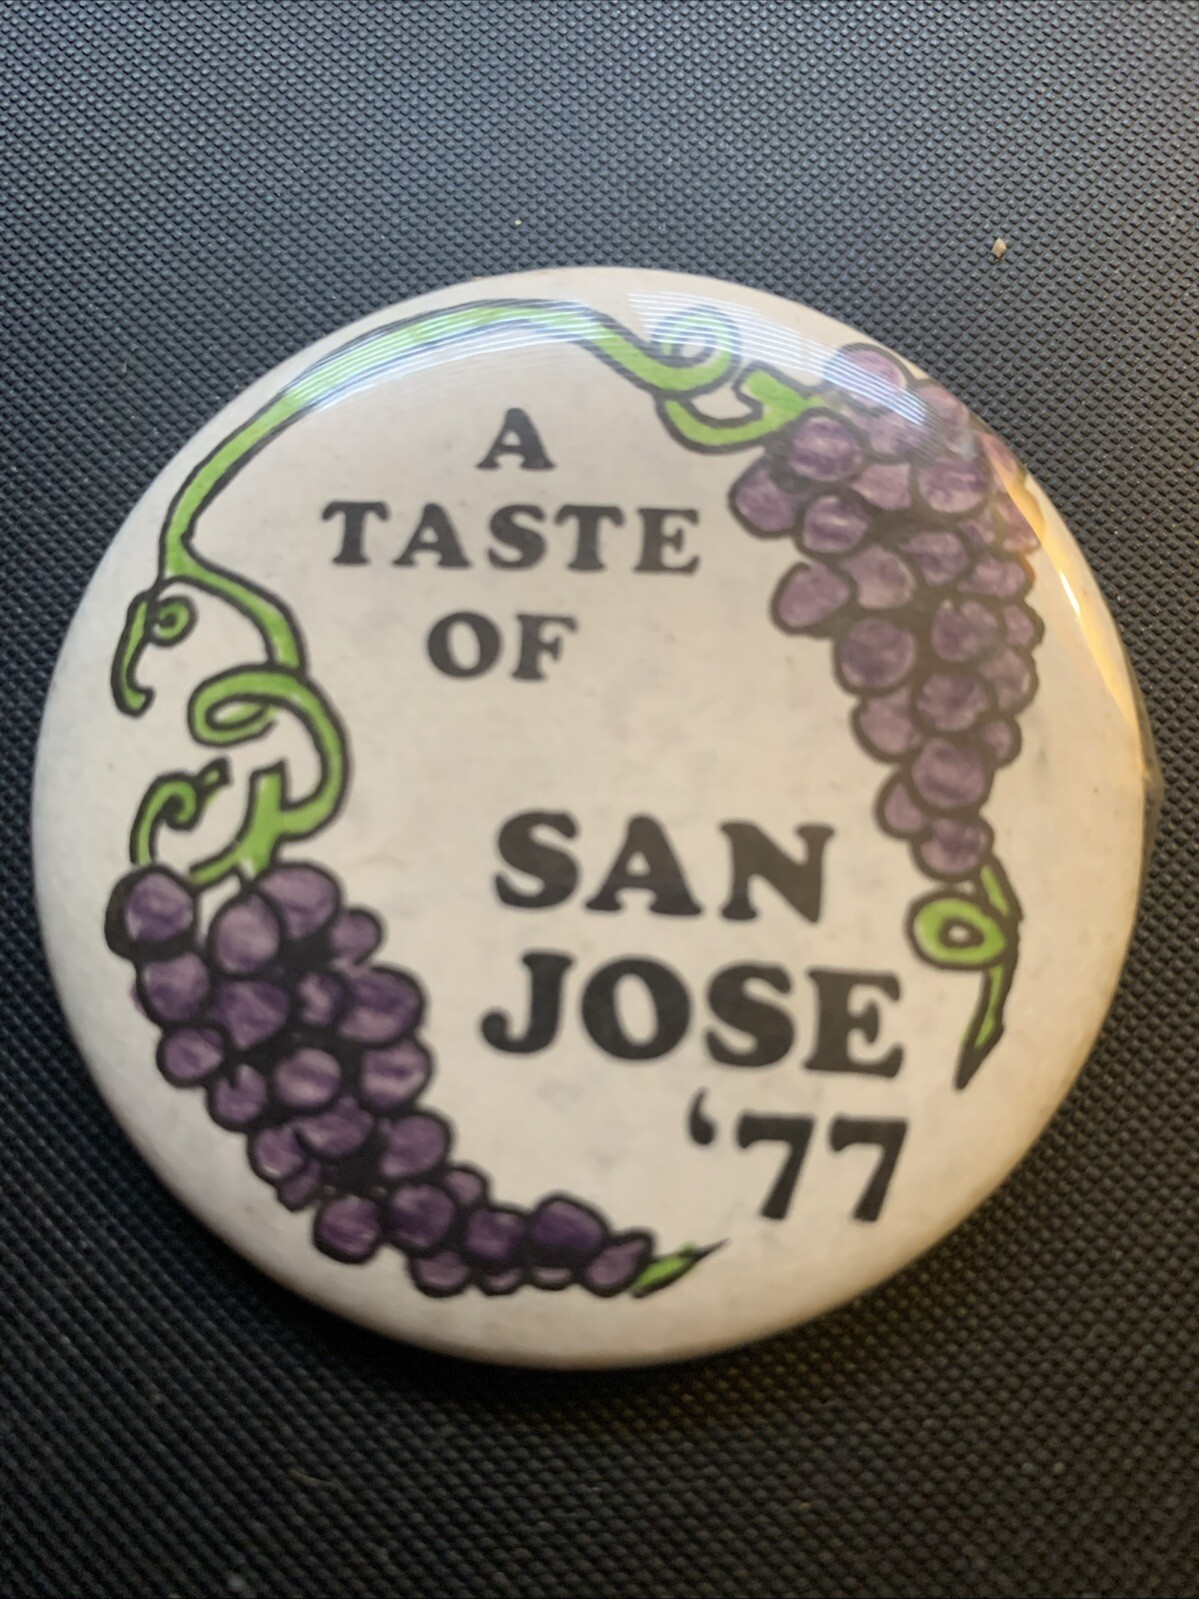 A
TASTE
OF
SAN
JOSE
‘77